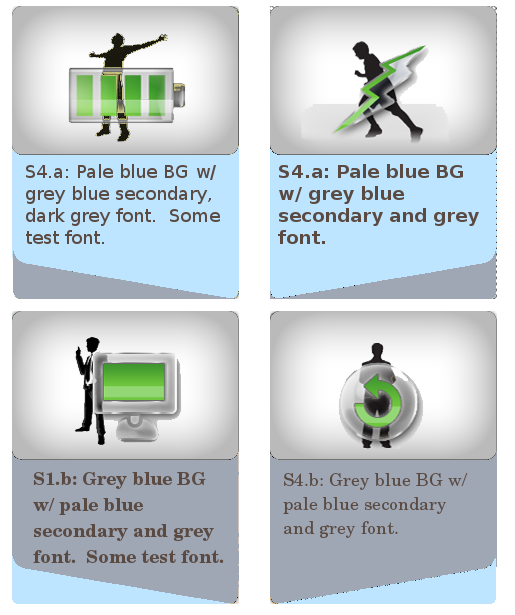 S4.a: Pale blue BG w/
grey blue secondary,
dark grey font.  Some
test font.
S4.a: Pale blue BG
w/ grey blue
secondary and grey
font.
S1.b: Grey blue BG
w/ pale blue
secondary and grey
font.  Some test font.
S4.b: Grey blue BG w/
pale blue secondary
and grey font.